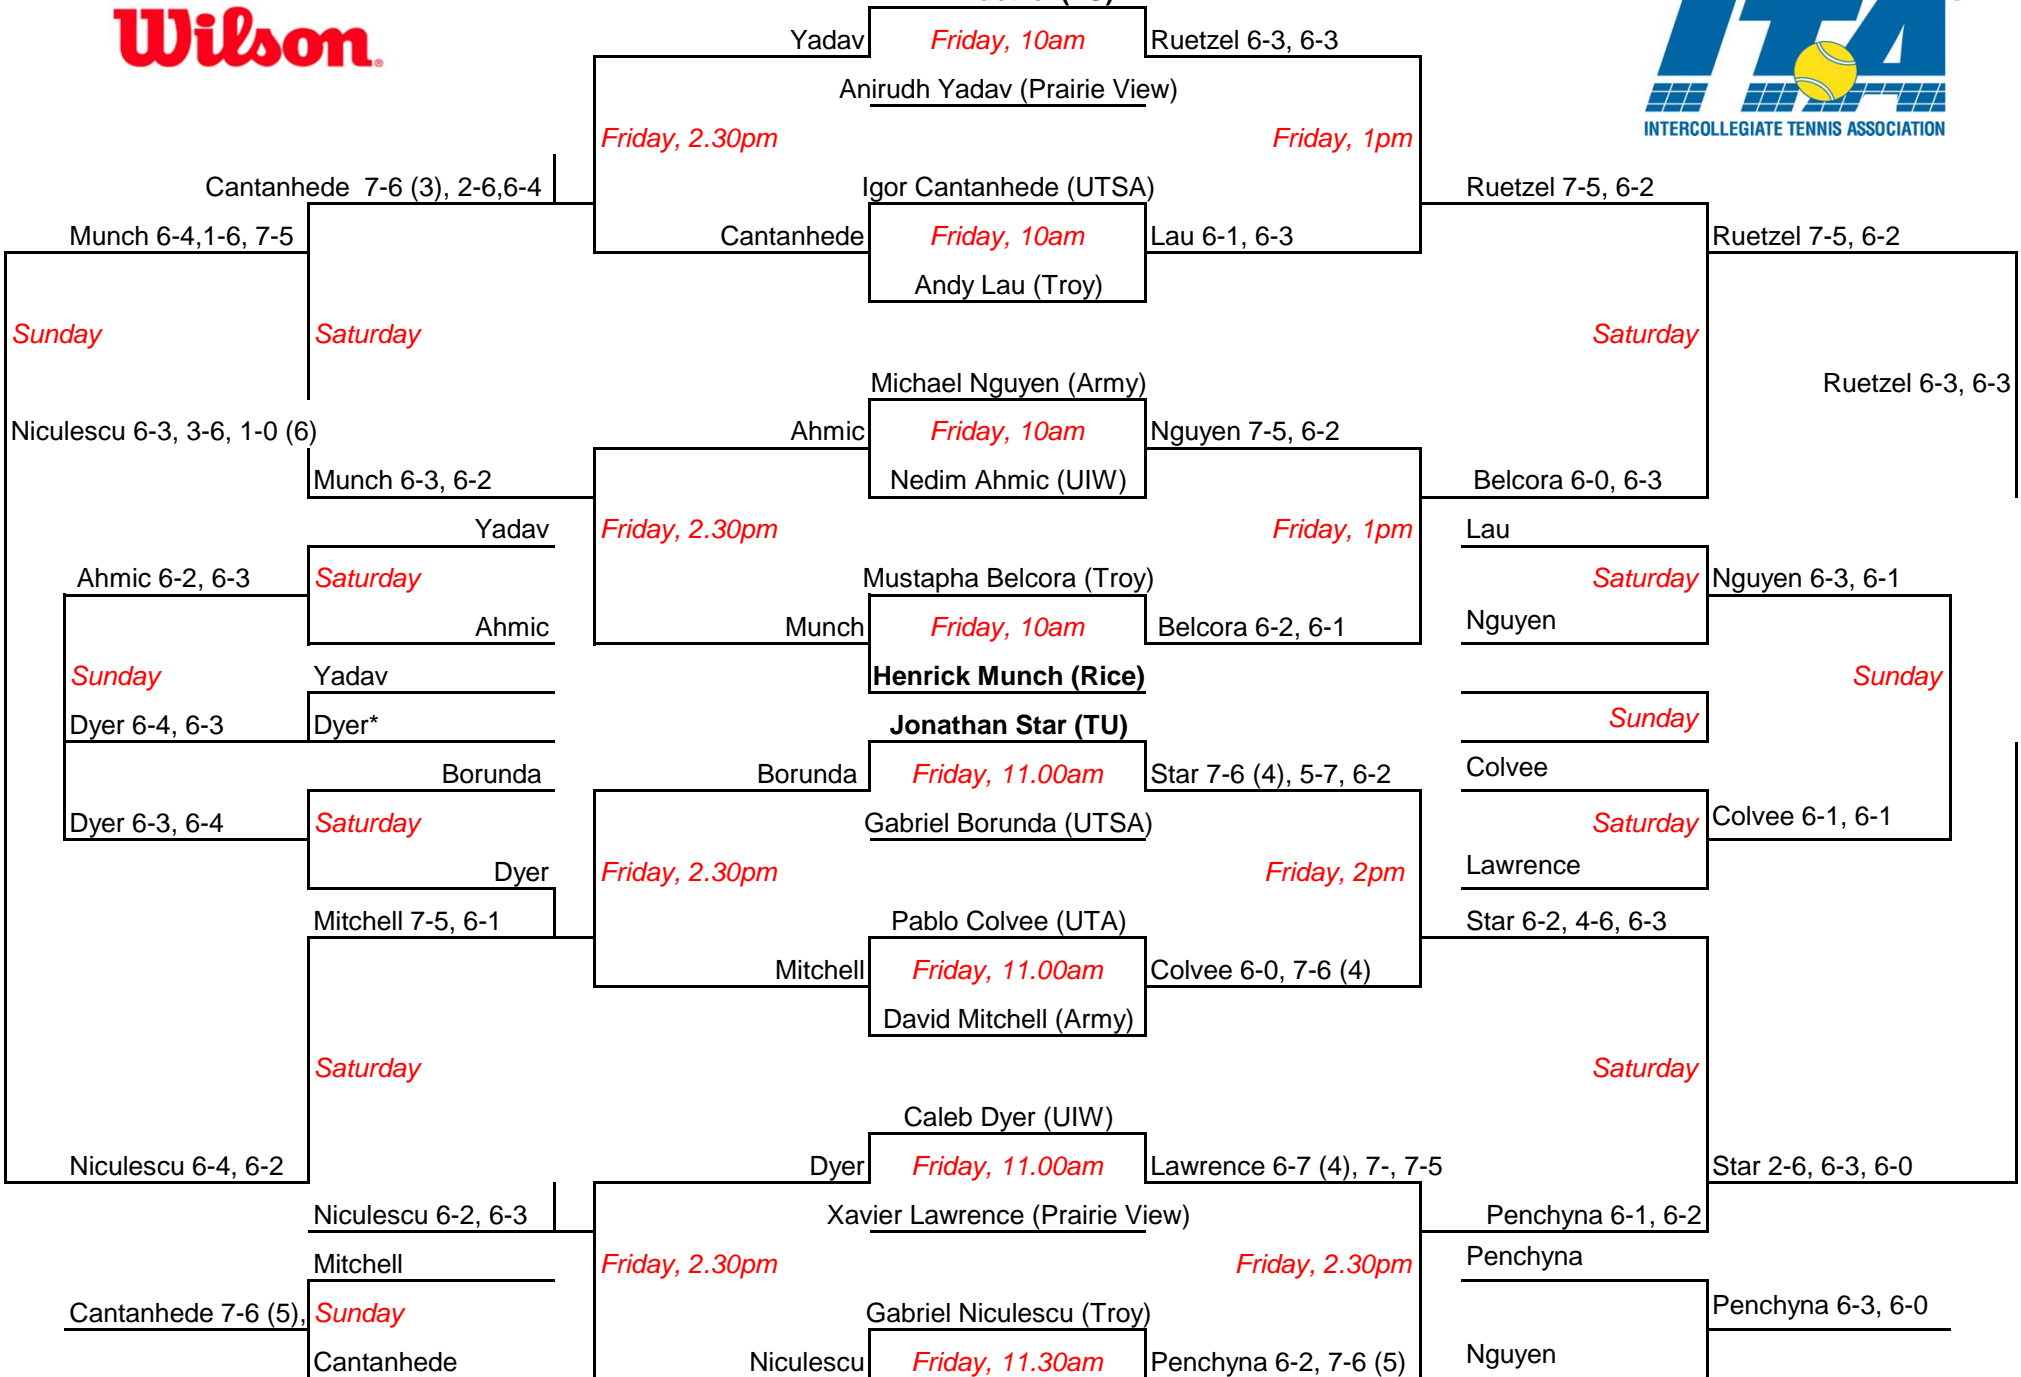 Wilson
Yadav
Friday, 10am
Ruetzel 6-3, 6-3
ITA
INTERCOLLEGIATE TENNIS ASSOCIATION
Anirudh Yadav (Prairie View)
Friday, 2.30pm
Friday, 1pm
Cantanhede 7-6 (3), 2-6,6-4
Igor Cantanhede (UTSA)
Ruetzel 7-5, 6-2
Munch 6-4,1-6, 7-5
Cantanhede
Friday, 10am
Lau 6-1, 6-3
Ruetzel 7-5, 6-2
Andy Lau (Troy)
Sunday
Saturday
Saturday
Michael Nguyen (Army)
Ruetzel 6-3, 6-3
Niculescu 6-3, 3-6, 1-0 (6)
Ahmic
Friday, 10am
Nguyen 7-5, 6-2
Munch 6-3, 6-2
Nedim Ahmic (UIW)
Belcora 6-0, 6-3
Yadav
Friday, 2.30pm
Friday, 1pm
Lau
Ahmic 6-2, 6-3
Saturday
Mustapha Belcora (Troy)
Saturday
Nguyen 6-3, 6-1
Ahmic
Munch
Friday, 10am
Belcora 6-2, 6-1
Nguyen
Sunday
Yadav
Henrick Munch (Rice)
Sunday
Dyer 6-4, 6-3
Dyer*
Jonathan Star (TU)
Sunday
Borunda
Borunda
Friday, 11.00am
Star 7-6 (4), 5-7, 6-2
Colvee
Dyer 6-3, 6-4
Saturday
Gabriel Borunda (UTSA)
Saturday
Colvee 6-1, 6-1
Dyer
Friday, 2.30pm
Friday, 2pm
Lawrence
Mitchell 7-5, 6-1
Pablo Colvee (UTA)
Star 6-2, 4-6, 6-3
Mitchell
Friday, 11.00am
Colvee 6-0, 7-6 (4)
David Mitchell (Army)
Saturday
Saturday
Caleb Dyer (UIW)
Niculescu 6-4, 6-2
Dyer
Friday, 11.00am
Lawrence 6-7 (4), 7-, 7-5
Star 2-6, 6-3, 6-0
Niculescu 6-2, 6-3
Xavier Lawrence (Prairie View)
Penchyna 6-1, 6-2
Mitchell
Friday, 2.30pm
Friday, 2.30pm
Penchyna
Cantanhede 7-6 (5),
Sunday
Gabriel Niculescu (Troy)
Penchyna 6-3, 6-0
Cantanhede
Niculescu
Friday, 11.30am
Penchyna 6-2, 7-6 (5)
Nguyen